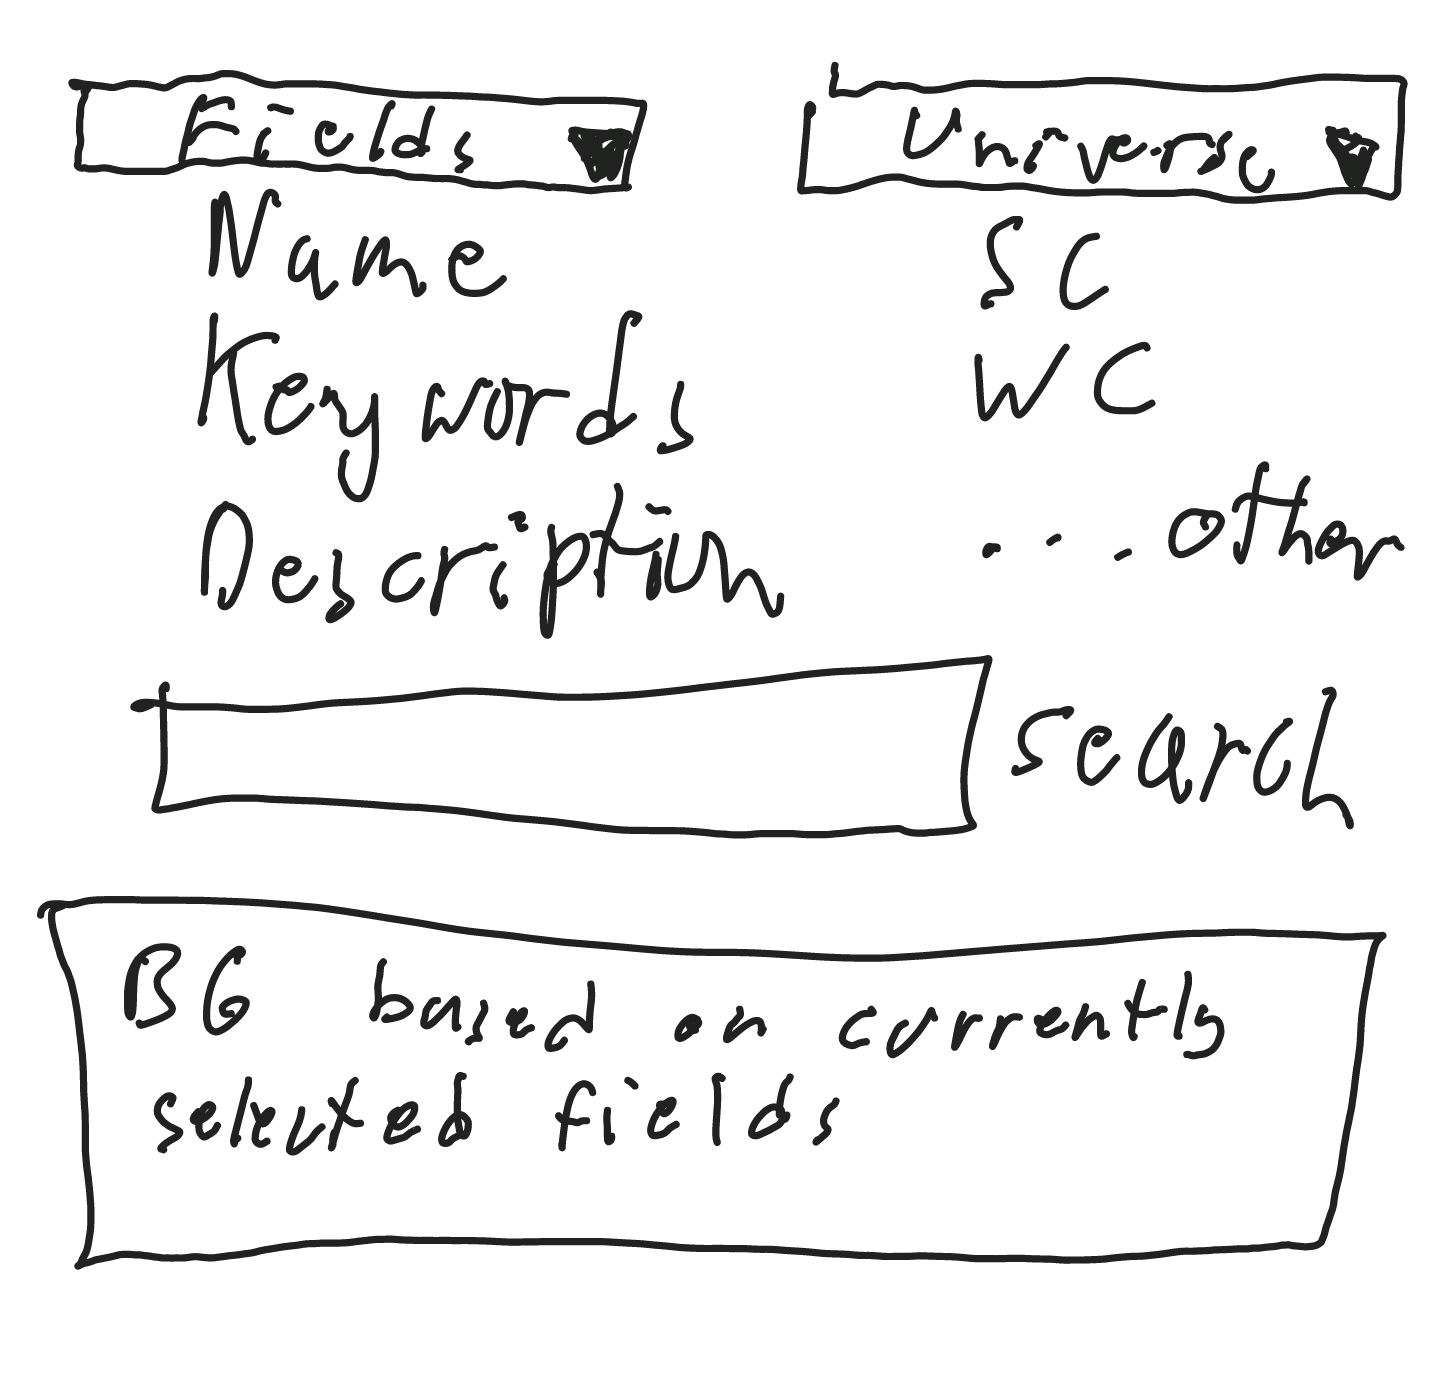 Fields
Universe
Name
Keywords
Description
SC
WC
...other
search
BG based on currently
selected fields